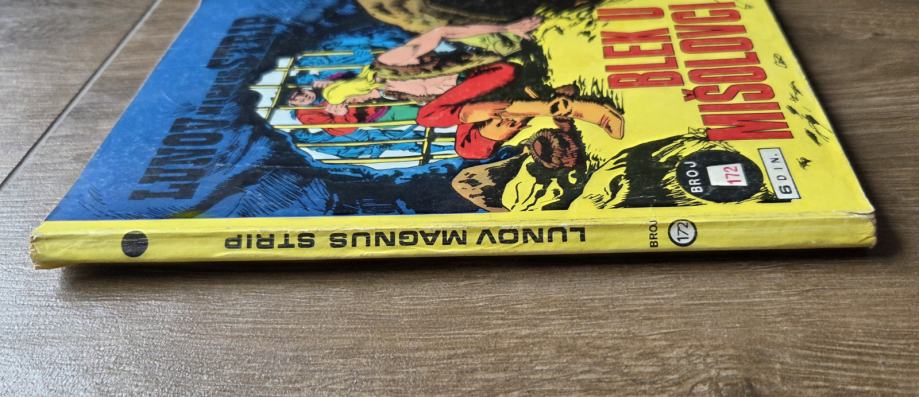 LUNOV MAGNUS STRIP
BLEK U
MIŠOLOVCI
BROJ
172
6 DIN.
LUNOV MAGNUS STRIP
BROJ
172